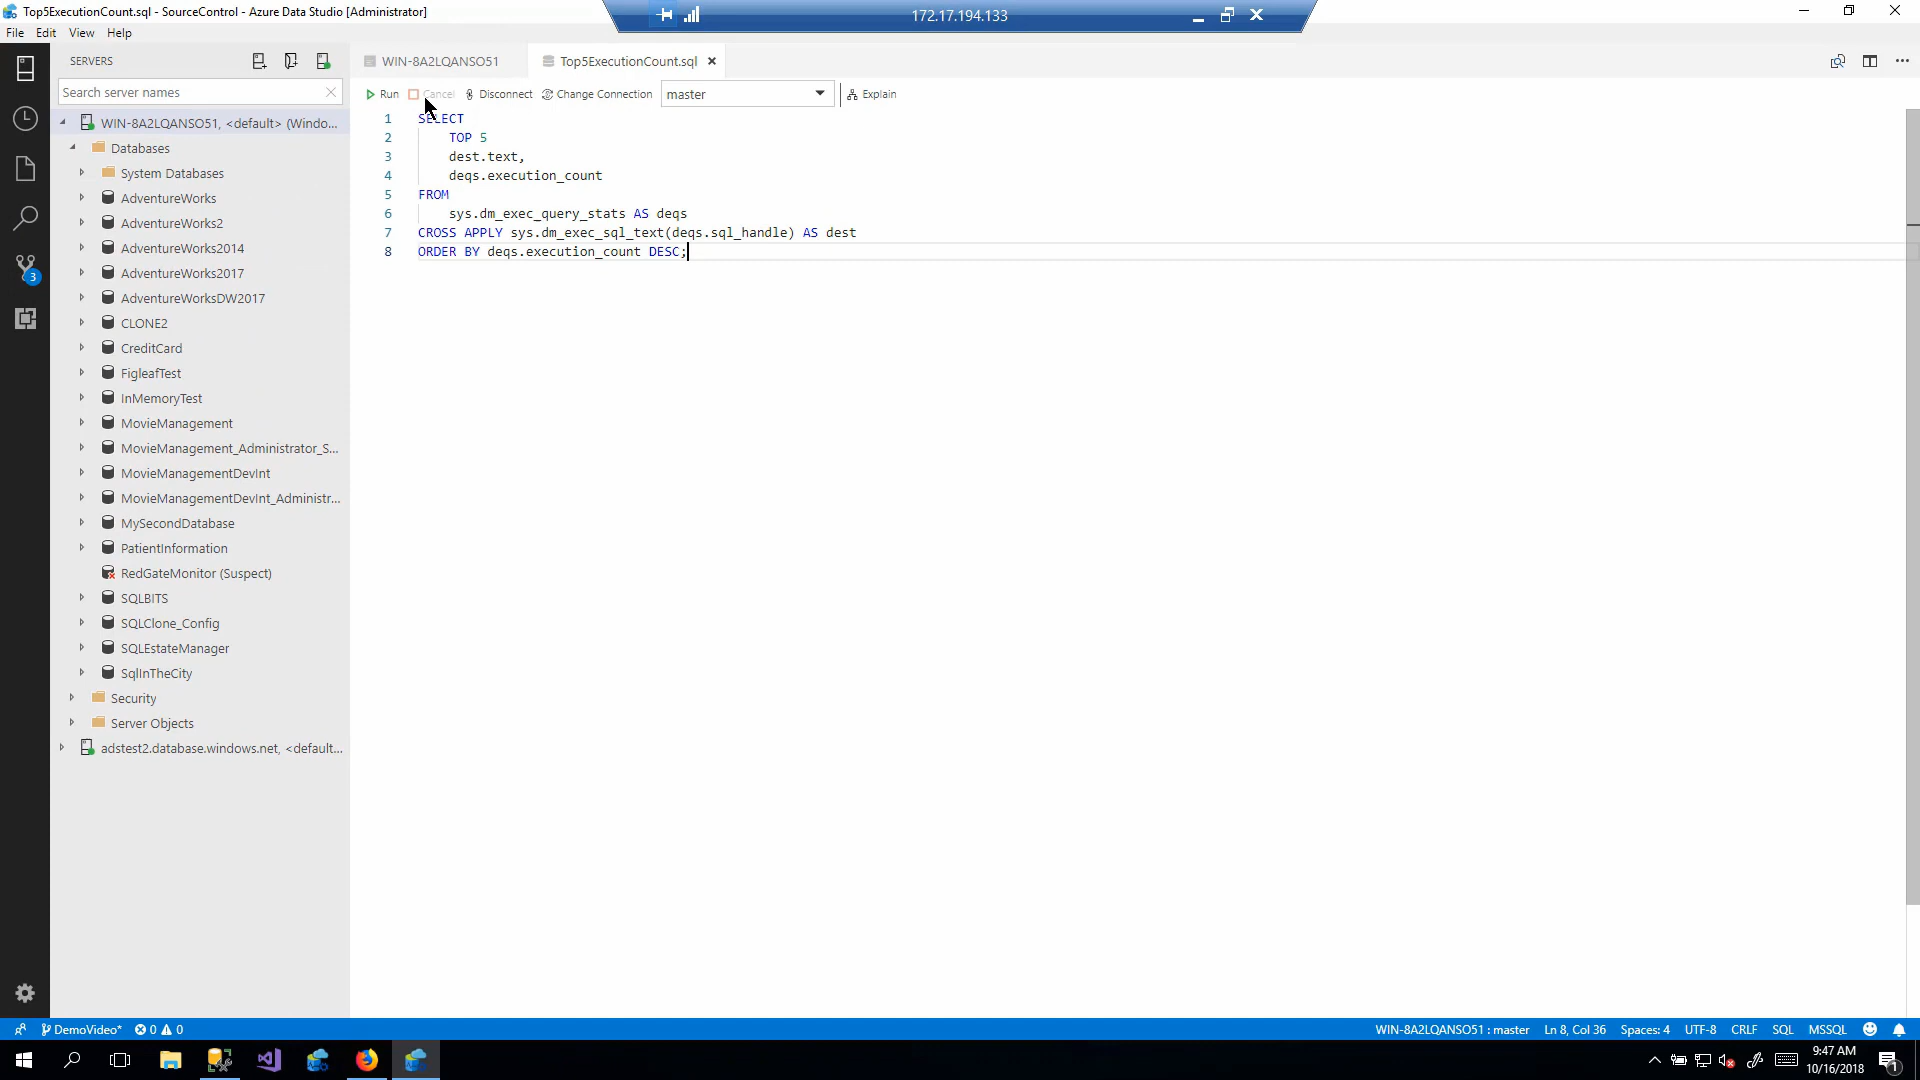 Top5ExecutionCount.sql - SourceControl - Azure Data Studio [Administrator]
172.17.194.133
File Edit View Help
SERVERS
WIN-8A2LQANSO51
Top5ExecutionCount.sql
Search server names
Run Cancel Disconnect Change Connection master Explain
WIN-8A2LQANSO51, <default> (Windo...
Databases
System Databases
AdventureWorks
AdventureWorks2
AdventureWorks2014
AdventureWorks2017
AdventureWorksDW2017
CLONE2
CreditCard
FigleafTest
InMemoryTest
MovieManagement
MovieManagement_Administrator_S...
MovieManagementDevInt
MovieManagementDevInt_Administr...
MySecondDatabase
PatientInformation
RedGateMonitor (Suspect)
SQLBITS
SQLClone_Config
SQLEstateManager
SqlInTheCity
Security
Server Objects
adstest2.database.windows.net, <default...
1 SELECT
2 TOP 5
3 dest.text,
4 deqs.execution_count
5 FROM
6 sys.dm_exec_query_stats AS deqs
7 CROSS APPLY sys.dm_exec_sql_text(deqs.sql_handle) AS dest
8 ORDER BY deqs.execution_count DESC;
3
DemoVideo* 0 0
WIN-8A2LQANSO51 : master Ln 8, Col 36 Spaces: 4 UTF-8 CRLF SQL MSSQL
9:47 AM
10/16/2018
1